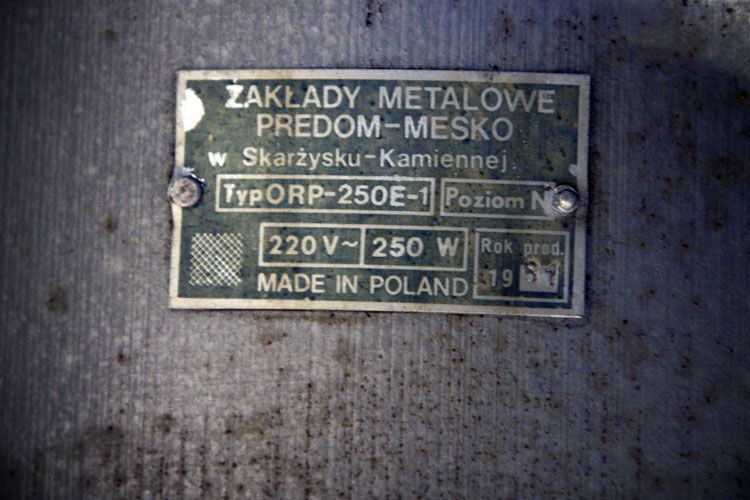 ZAKŁADY METALOWE
PREDOM-MESKO
w Skarżysku-Kamiennej
Typ ORP-250E-1 Poziom N
220 V~ 250 W Rok prod.
MADE IN POLAND 19